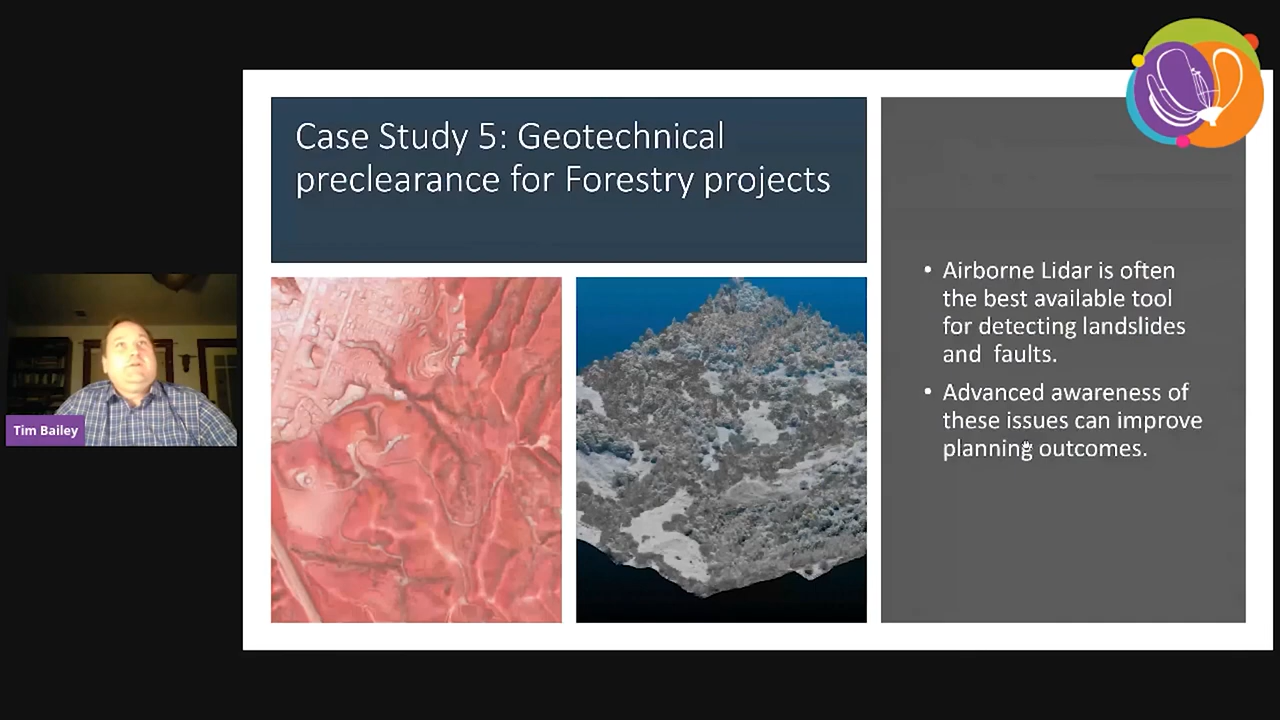 Case Study 5: Geotechnical
preclearance for Forestry projects
• Airborne Lidar is often
the best available tool
for detecting landslides
and  faults.
• Advanced awareness of
these issues can improve
planning outcomes.
Tim Bailey